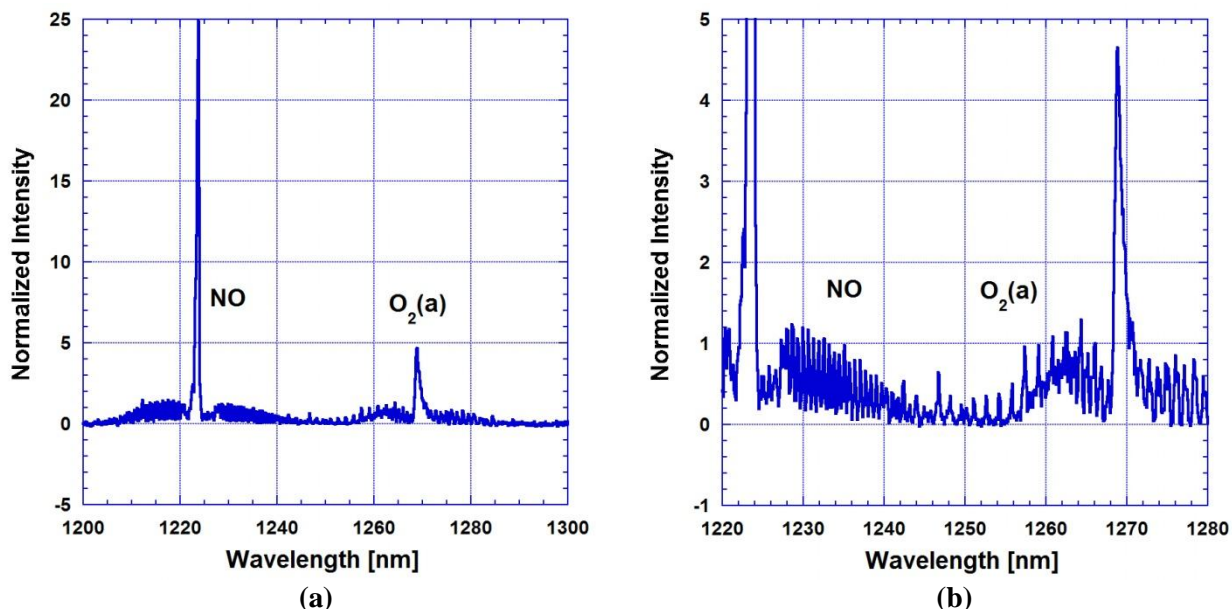 25
20
15
10
5
0
-5
Normalized Intensity
NO
O₂(a)
1200 1220 1240 1260 1280 1300
Wavelength [nm]
(a)
5
4
3
2
1
0
-1
Normalized Intensity
NO
O₂(a)
1220 1230 1240 1250 1260 1270 1280
Wavelength [nm]
(b)